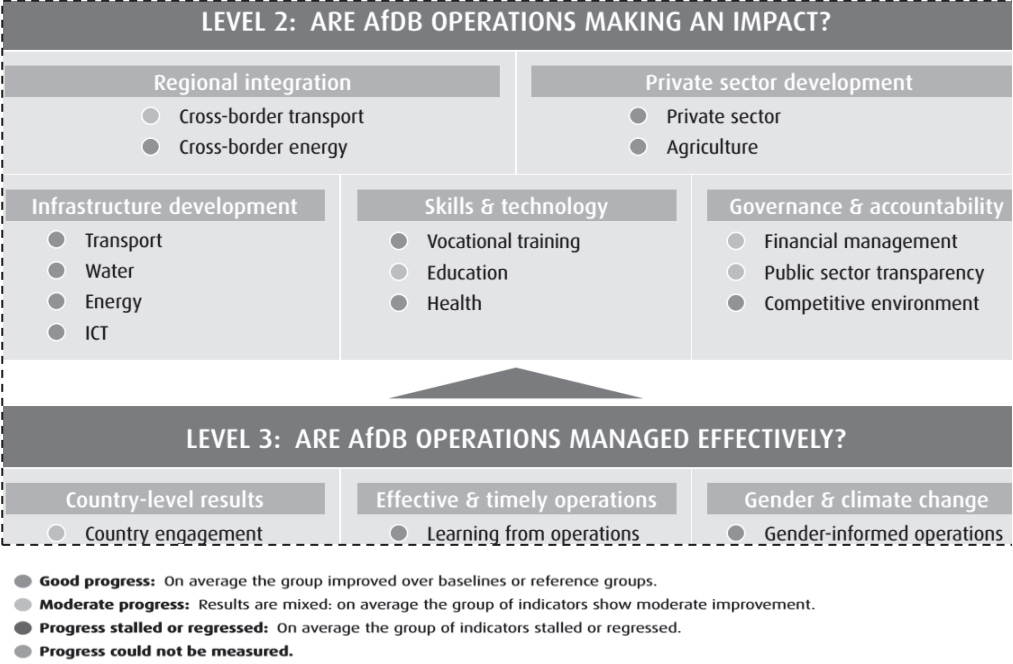 LEVEL 2: ARE AfDB OPERATIONS MAKING AN IMPACT?
Regional integration
Cross-border transport
Cross-border energy
Private sector development
Private sector
Agriculture
Infrastructure development
Transport
Water
Energy
ICT
Skills & technology
Vocational training
Education
Health
Governance & accountability
Financial management
Public sector transparency
Competitive environment
LEVEL 3: ARE AfDB OPERATIONS MANAGED EFFECTIVELY?
Country-level results
Country engagement
Effective & timely operations
Learning from operations
Gender & climate change
Gender-informed operations
Good progress: On average the group improved over baselines or reference groups.
Moderate progress: Results are mixed: on average the group of indicators show moderate improvement.
Progress stalled or regressed: On average the group of indicators stalled or regressed.
Progress could not be measured.